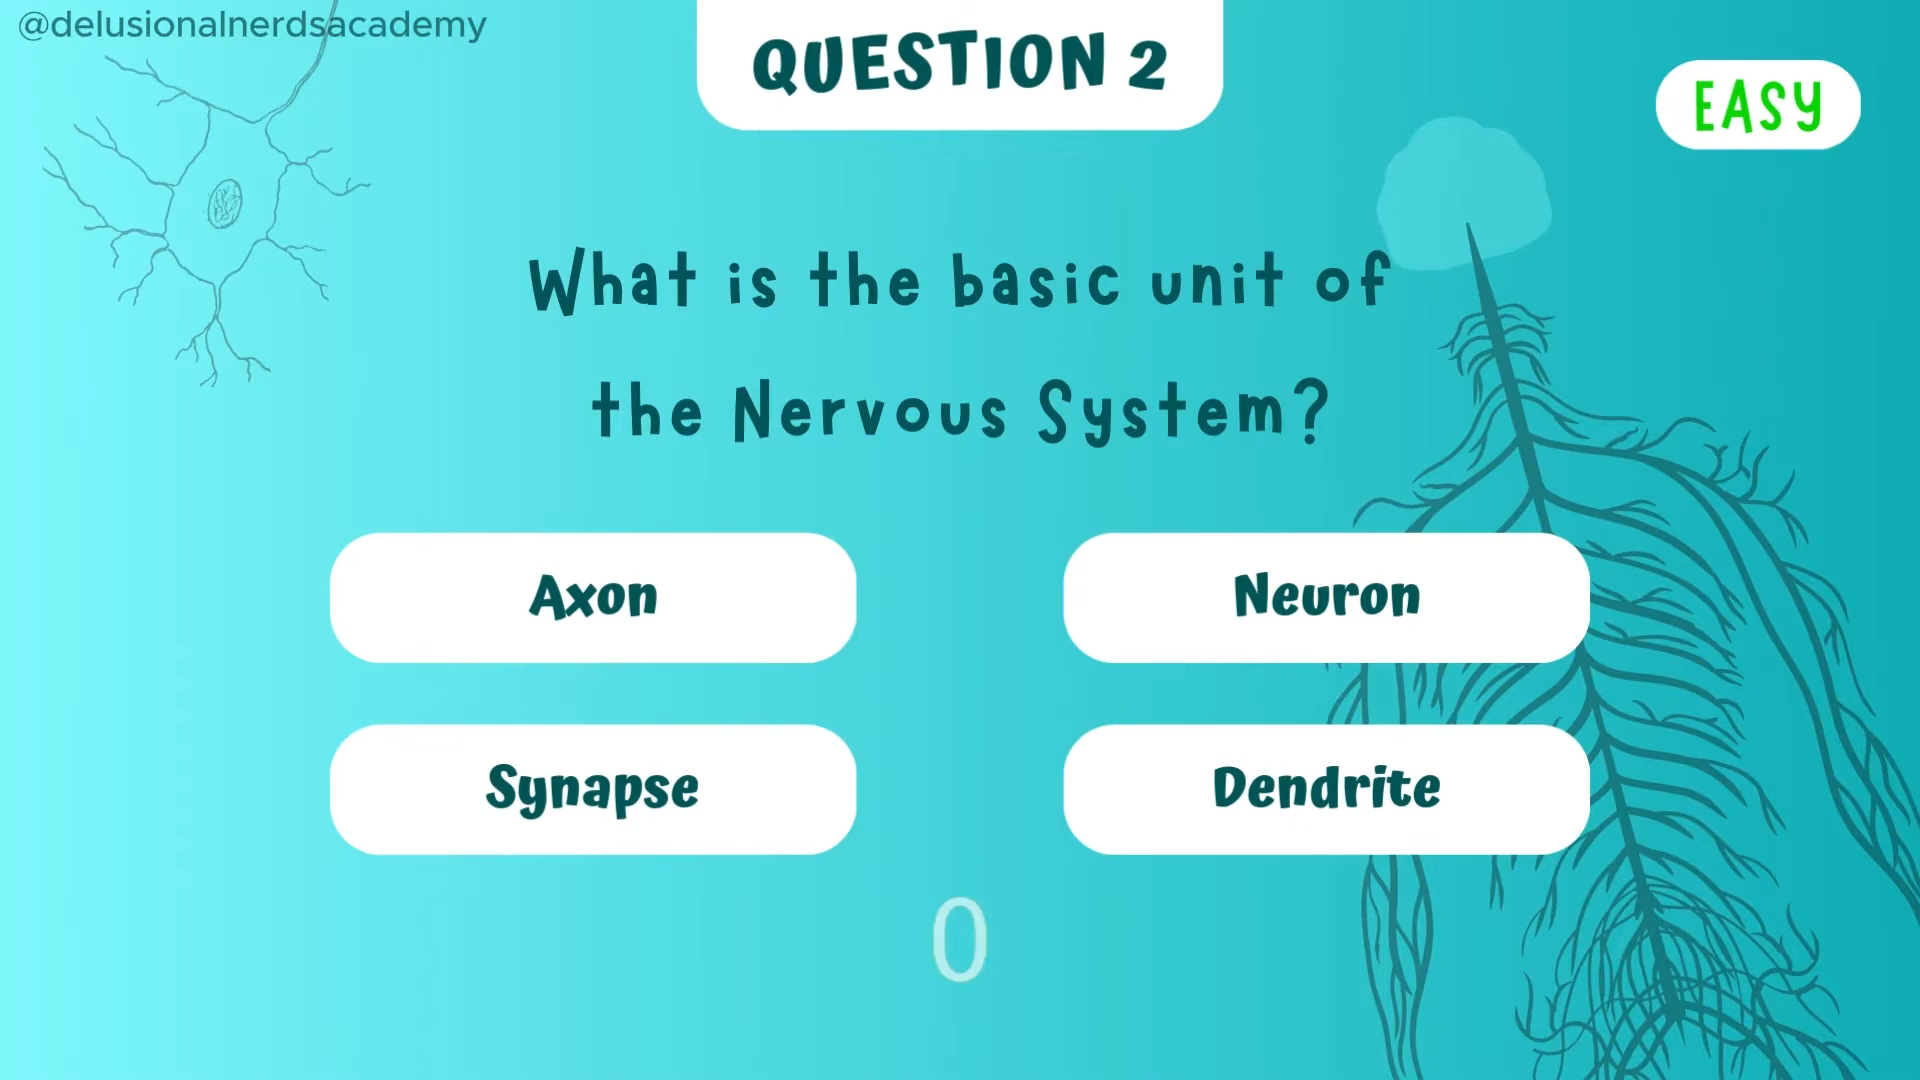 @delusionalnerdsacademy
QUESTION 2
EASY
What is the basic unit of
the Nervous System?
Axon
Neuron
Synapse
Dendrite
0